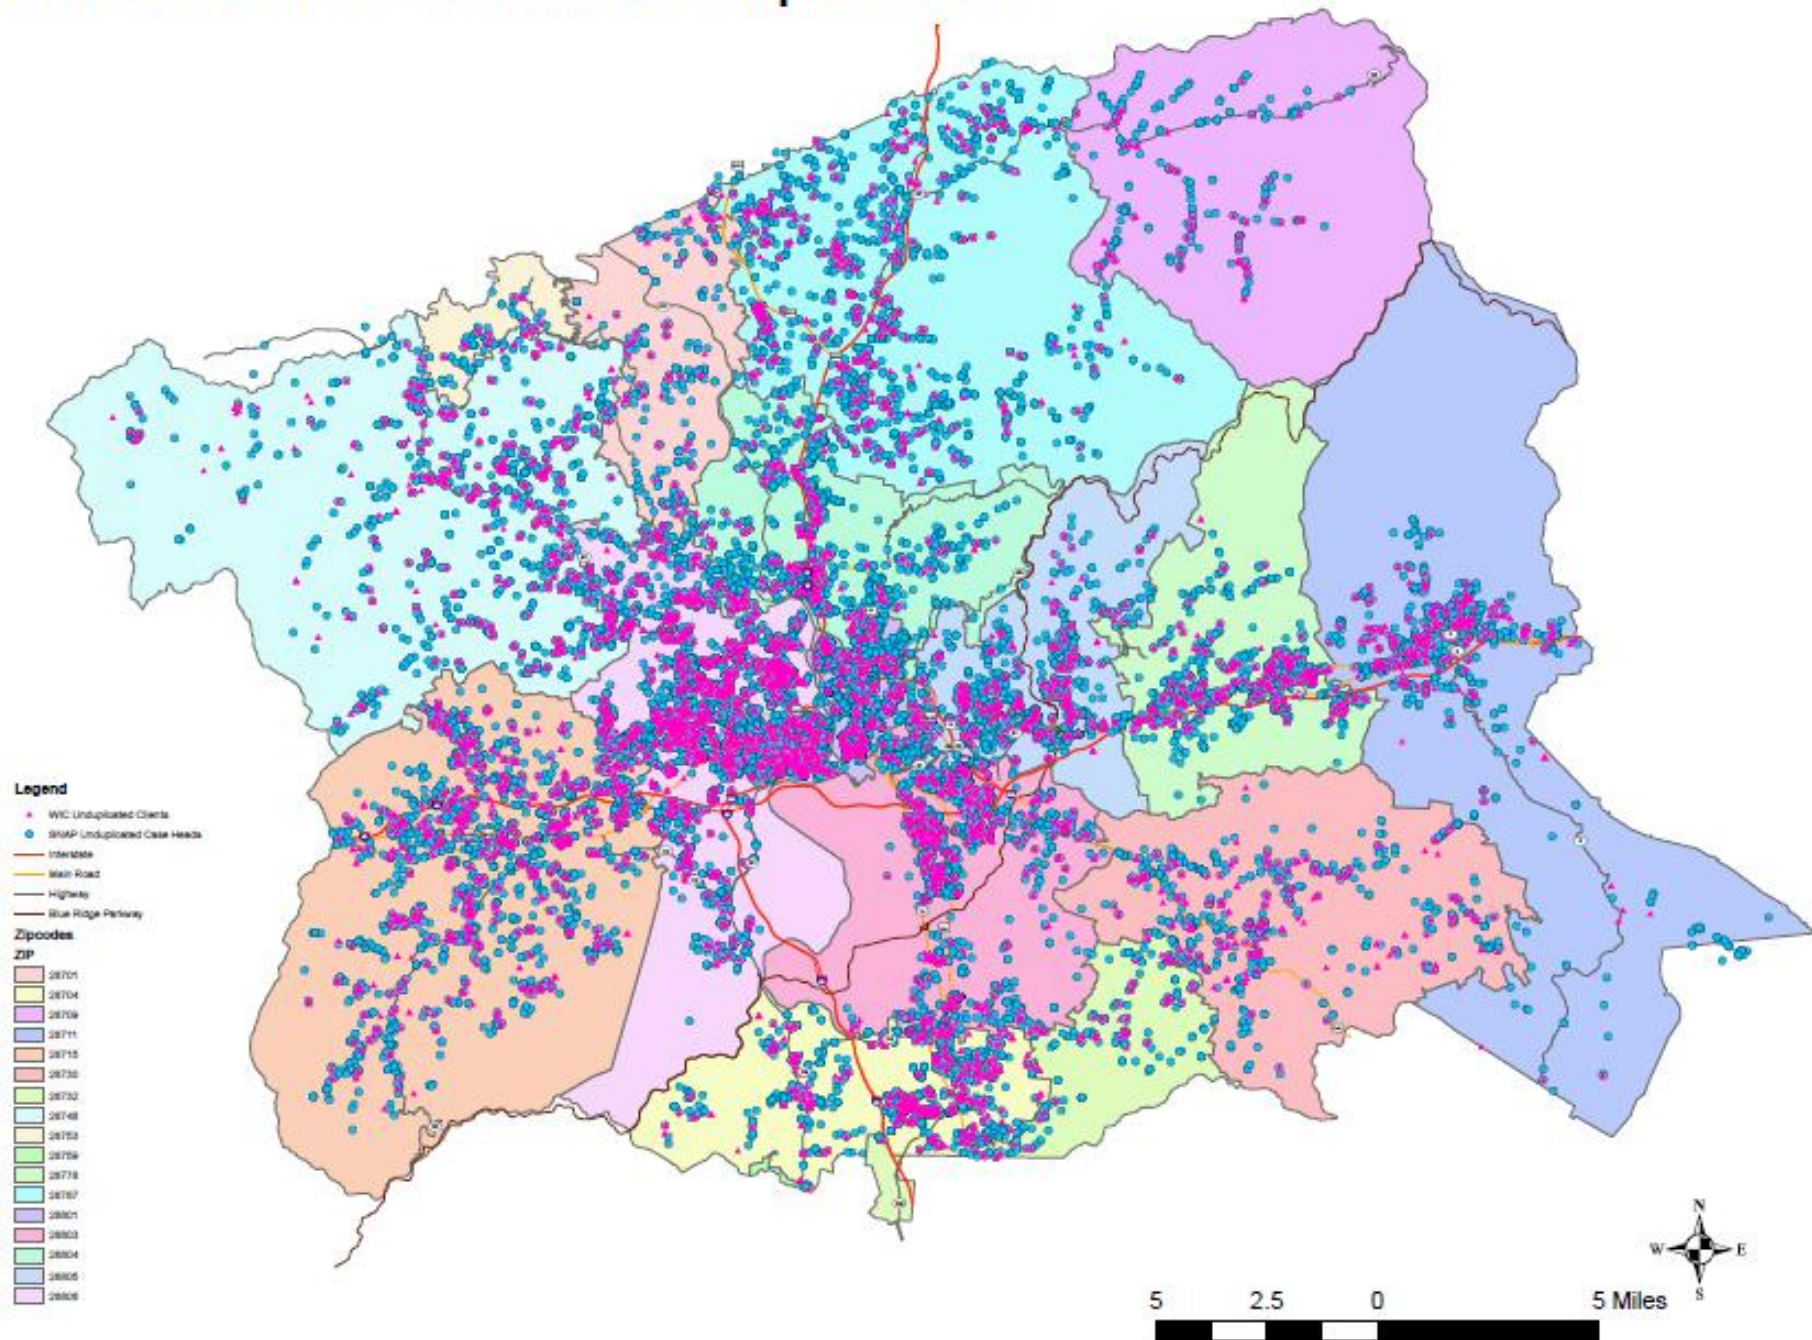 Legend
WIC Unduplicated Clients
SNAP Unduplicated Case Heads
Interstate
Main Road
Highway
Blue Ridge Parkway
Zipcodes
ZIP
28701
28704
28709
28711
28715
28730
28732
28748
28753
28759
28778
28787
28801
28803
28804
28805
28806
N
W E
S
5 2.5 0 5 Miles